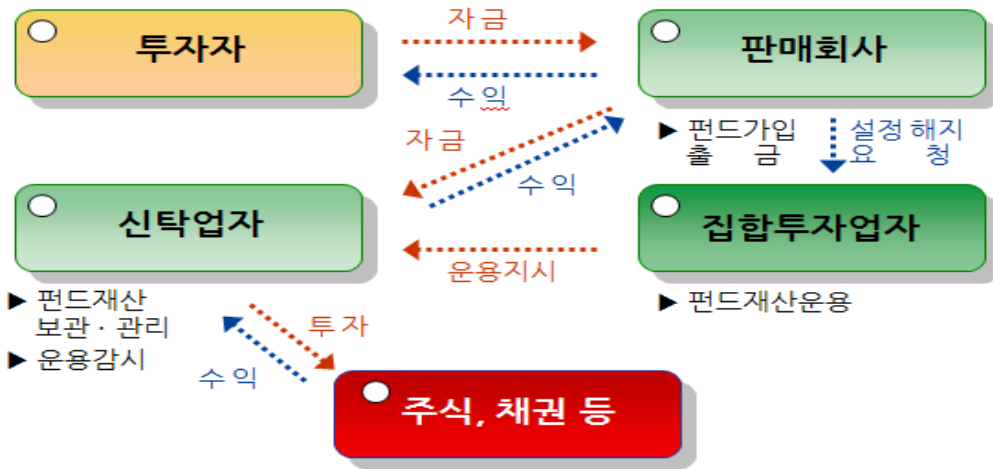 투자자
자 금
수 익
판매회사
▶ 펀드가입
출 금
설정 해지
요 청
자 금
수 익
신탁업자
운용지시
집합투자업자
▶ 펀드재산
보관 · 관리
▶ 운용감시
▶ 펀드재산운용
투 자
수 익
주식, 채권 등